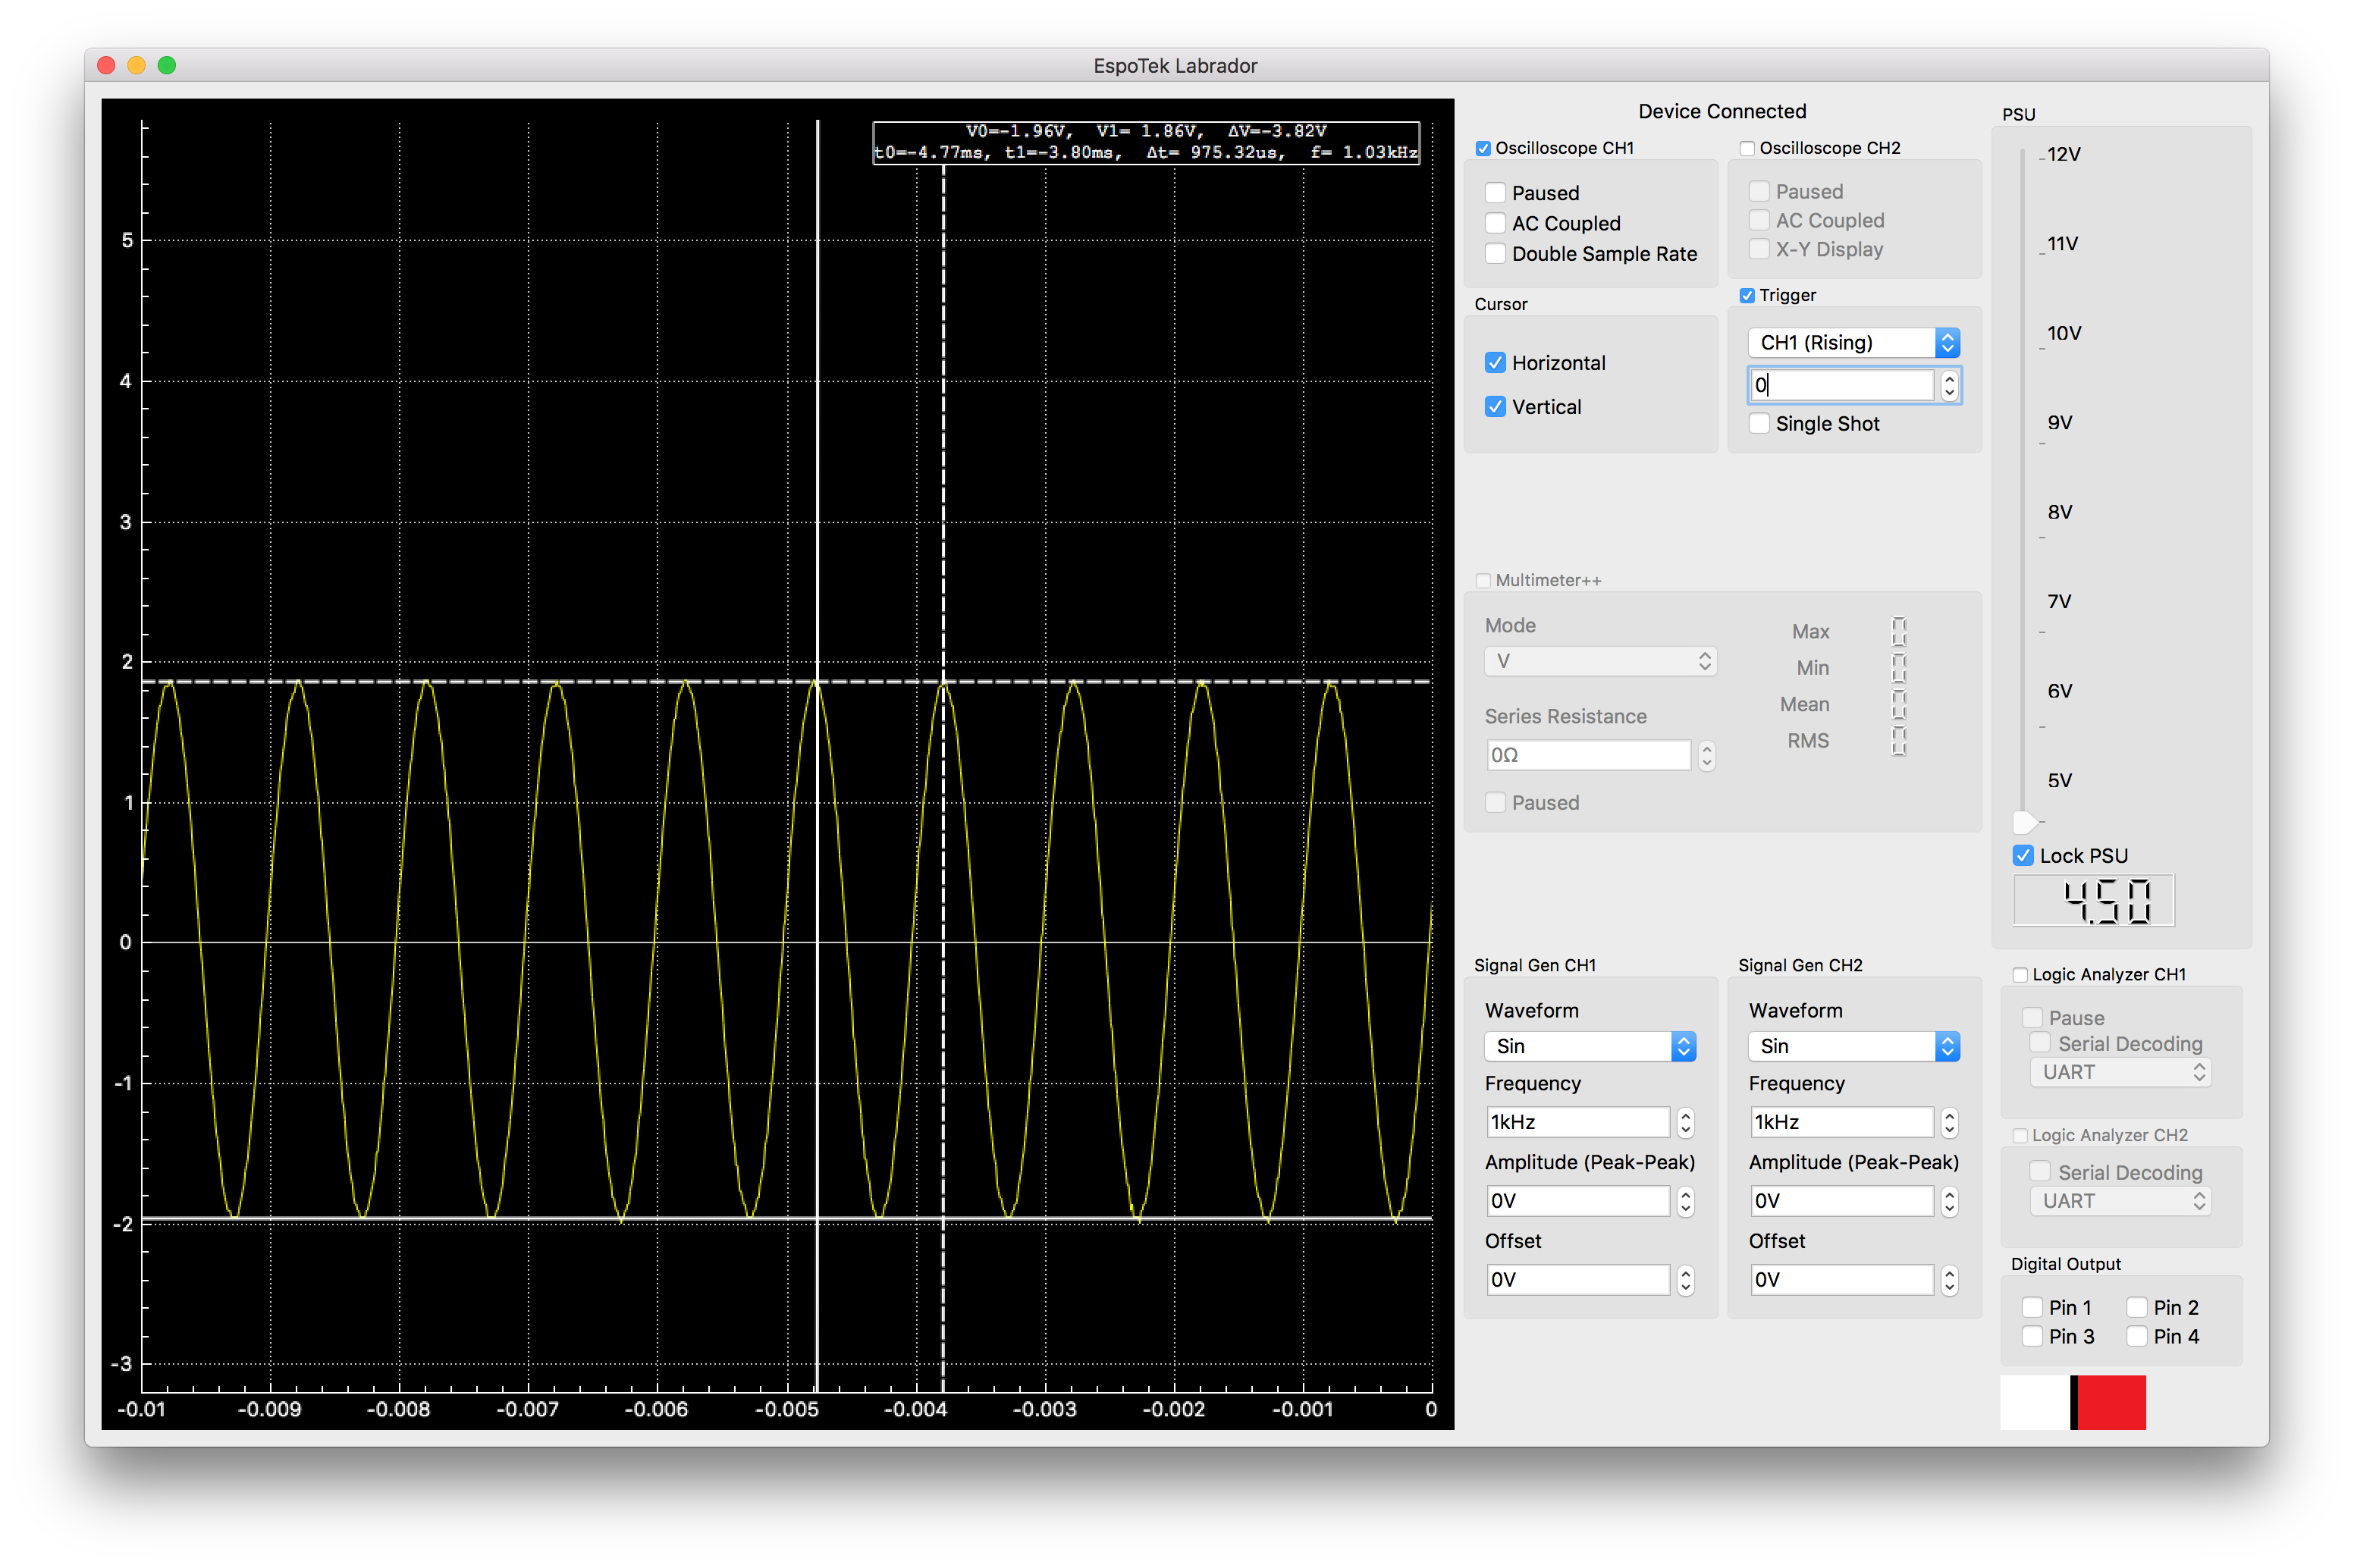 EspoTek Labrador
V0=-1.96V, V1= 1.86V, ΔV=-3.82V
t0=-4.77ms, t1=-3.80ms, Δt= 975.32us, f= 1.03kHz
5
4
3
2
1
0
-1
-2
-3
-0.01 -0.009 -0.008 -0.007 -0.006 -0.005 -0.004 -0.003 -0.002 -0.001 0
Device Connected
Oscilloscope CH1
Paused
AC Coupled
Double Sample Rate
Oscilloscope CH2
Paused
AC Coupled
X-Y Display
Cursor
Horizontal
Vertical
Trigger
CH1 (Rising)
0
Single Shot
Multimeter++
Mode
V
Series Resistance
0Ω
Paused
Max 0
Min 0
Mean 0
RMS 0
Signal Gen CH1
Waveform
Sin
Frequency
1kHz
Amplitude (Peak-Peak)
0V
Offset
0V
Signal Gen CH2
Waveform
Sin
Frequency
1kHz
Amplitude (Peak-Peak)
0V
Offset
0V
PSU
12V
11V
10V
9V
8V
7V
6V
5V
Lock PSU
4.50
Logic Analyzer CH1
Pause
Serial Decoding
UART
Logic Analyzer CH2
Serial Decoding
UART
Digital Output
Pin 1 Pin 2
Pin 3 Pin 4